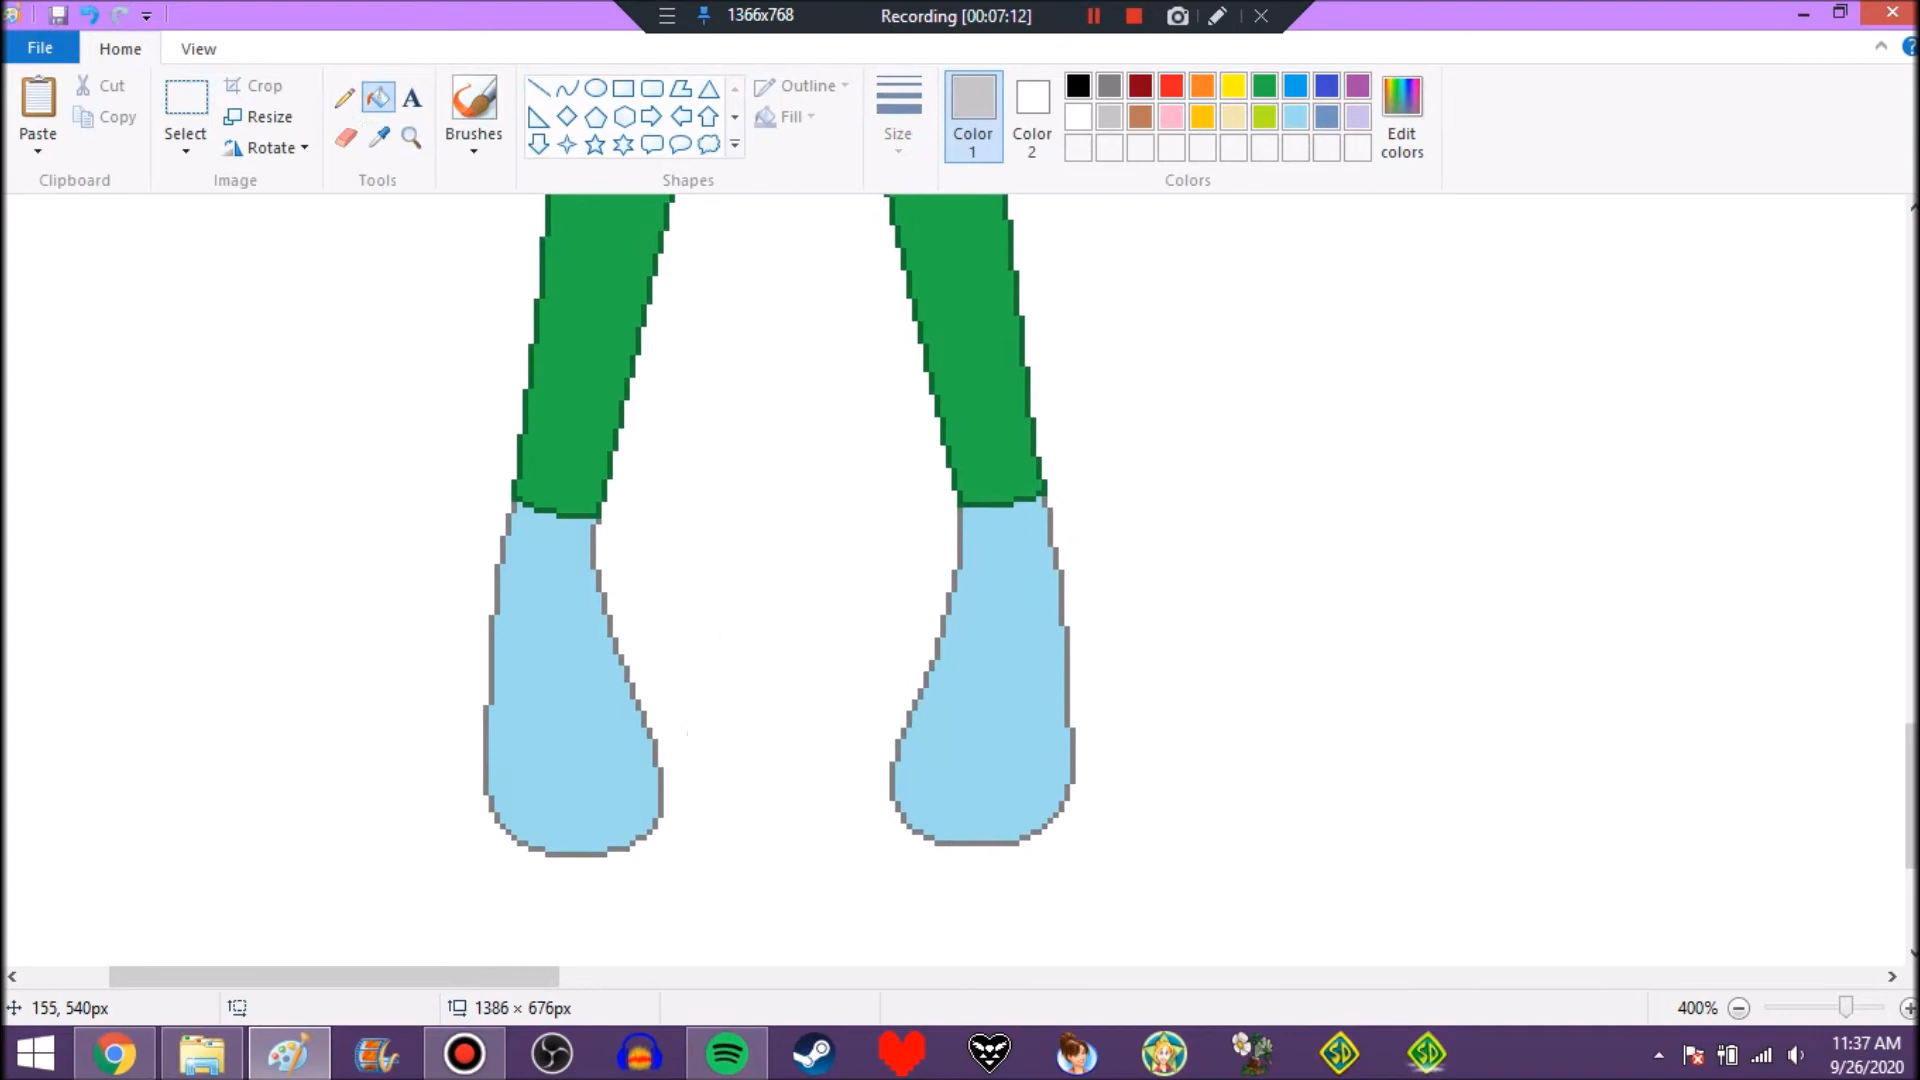 1366x768
Recording [00:07:12]
File Home View
Paste
Cut
Copy
Clipboard
Select
Crop
Resize
Rotate
Image
A
Tools
Brushes
Shapes
Outline
Fill
Size
Color 1
Color 2
Edit colors
Colors
155, 540px
1386 × 676px
400%
SD
SD
11:37 AM
9/26/2020